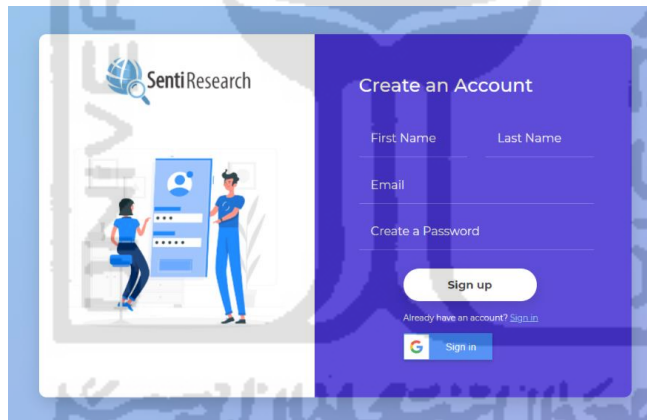 SentiResearch
Create an Account
First Name
Last Name
Email
Create a Password
Sign up
Already have an account? Sign in
G Sign in